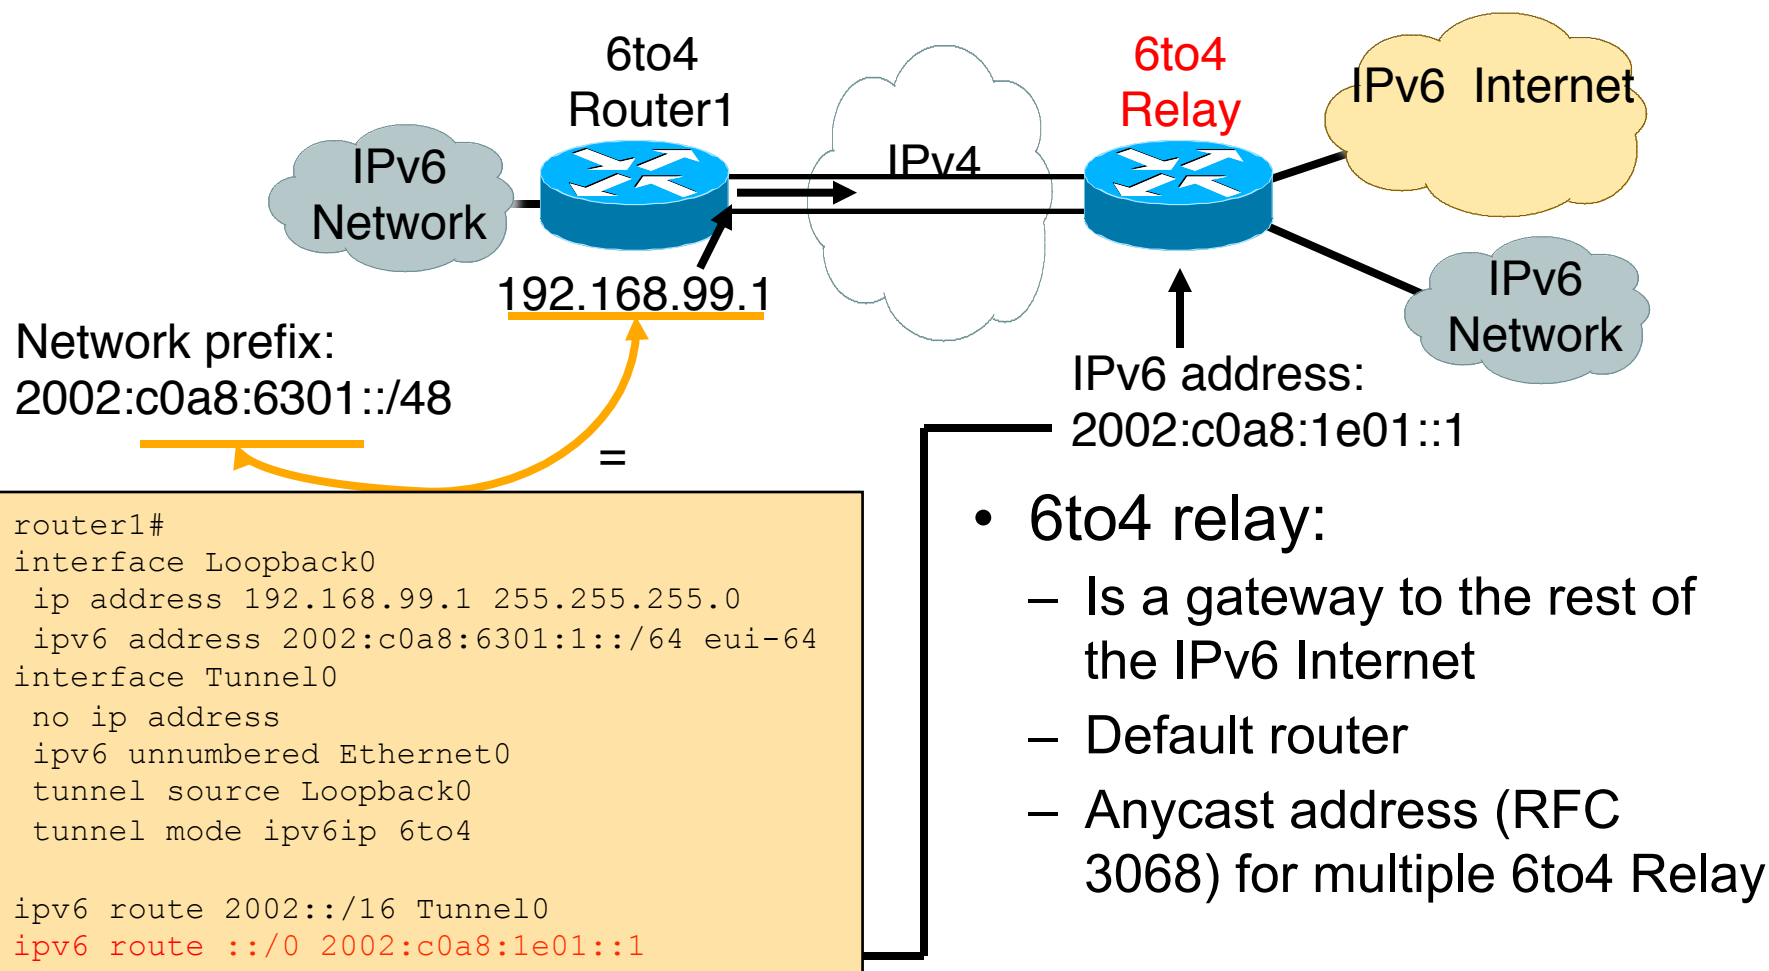 6to4
Router1
6to4
Relay
IPv6 Internet
IPv6
Network
IPv4
192.168.99.1
IPv6
Network
Network prefix:
2002:c0a8:6301::/48
=
IPv6 address:
2002:c0a8:1e01::1
router1#
interface Loopback0
ip address 192.168.99.1 255.255.255.0
ipv6 address 2002:c0a8:6301:1::/64 eui-64
interface Tunnel0
no ip address
ipv6 unnumbered Ethernet0
tunnel source Loopback0
tunnel mode ipv6ip 6to4
ipv6 route 2002::/16 Tunnel0
ipv6 route ::/0 2002:c0a8:1e01::1
• 6to4 relay:
– Is a gateway to the rest of
the IPv6 Internet
– Default router
– Anycast address (RFC
3068) for multiple 6to4 Relay